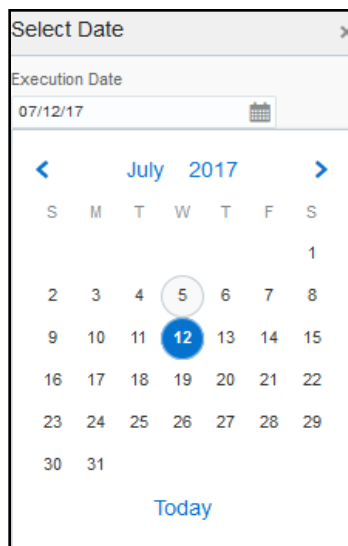 Select Date ×
Execution Date
07/12/17
July 2017
S M T W T F S
1
2 3 4 5 6 7 8
9 10 11 12 13 14 15
16 17 18 19 20 21 22
23 24 25 26 27 28 29
30 31
Today